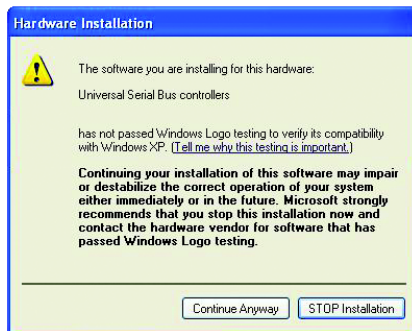 Hardware Installation
The software you are installing for this hardware:
Universal Serial Bus controllers
has not passed Windows Logo testing to verify its compatibility
with Windows XP. (Tell me why this testing is important.)
Continuing your installation of this software may impair
or destabilize the correct operation of your system
either immediately or in the future. Microsoft strongly
recommends that you stop this installation now and
contact the hardware vendor for software that has
passed Windows Logo testing.
Continue Anyway
STOP Installation